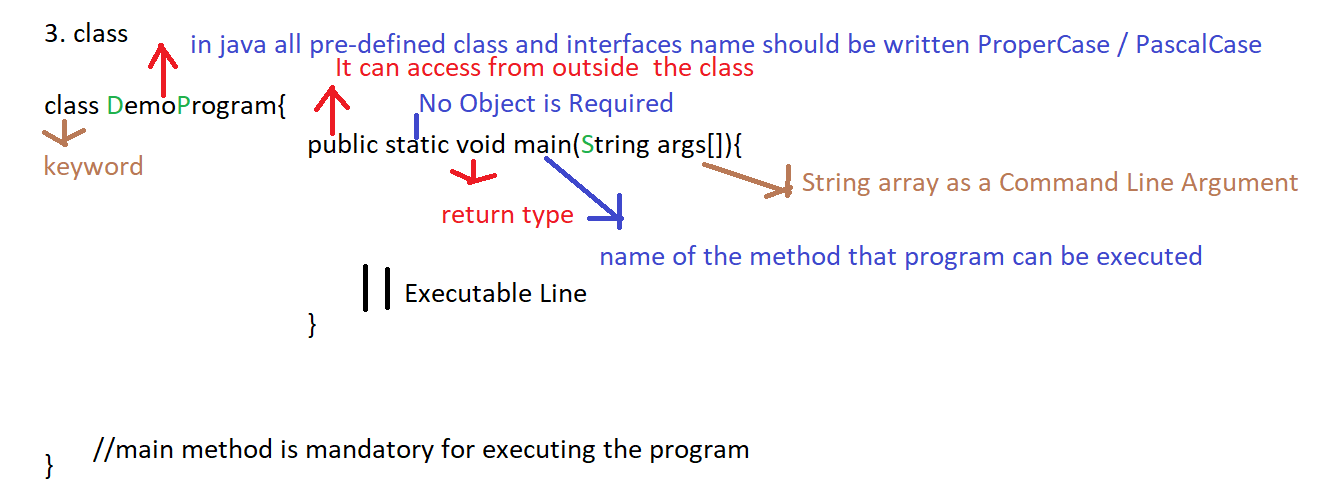 3. class
in java all pre-defined class and interfaces name should be written ProperCase / PascalCase
It can access from outside  the class
class DemoProgram{
No Object is Required
public static void main(String args[]){
keyword
String array as a Command Line Argument
return type
name of the method that program can be executed
|| Executable Line
}
//main method is mandatory for executing the program
}